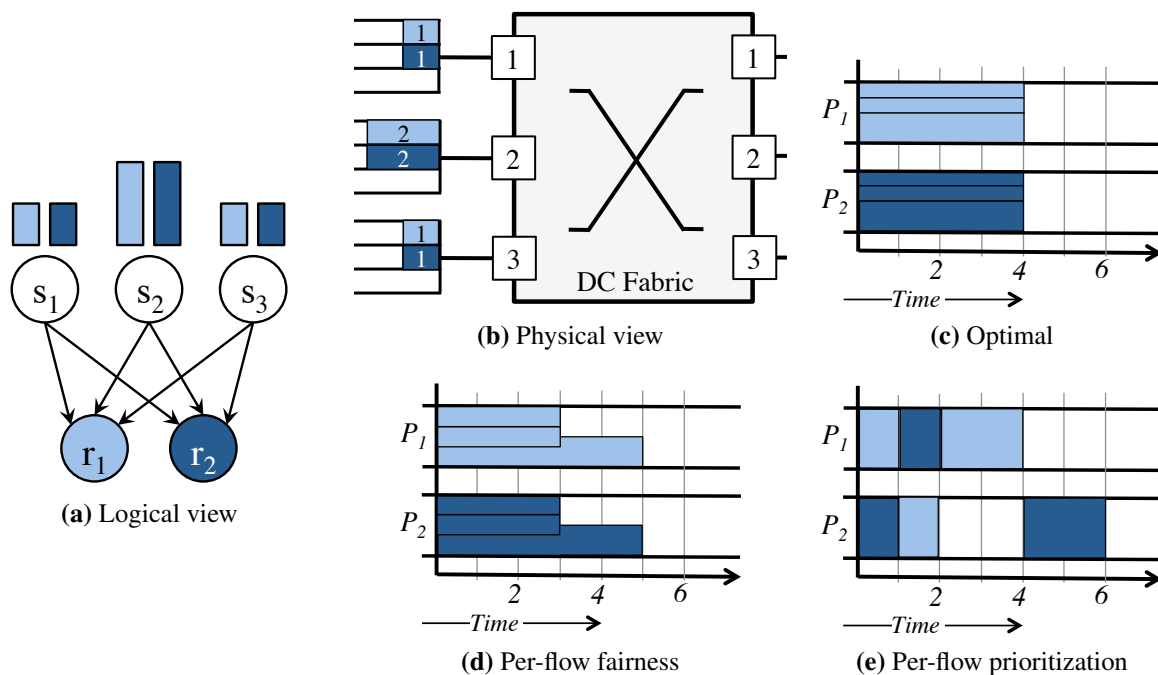 s1
s2
s3
r1
r2
(a) Logical view
1
1
2
2
1
1
1
2
3
1
2
3
DC Fabric
(b) Physical view
P1
P2
2
4
6
Time
(c) Optimal
P1
P2
2
4
6
Time
(d) Per-flow fairness
P1
P2
2
4
6
Time
(e) Per-flow prioritization